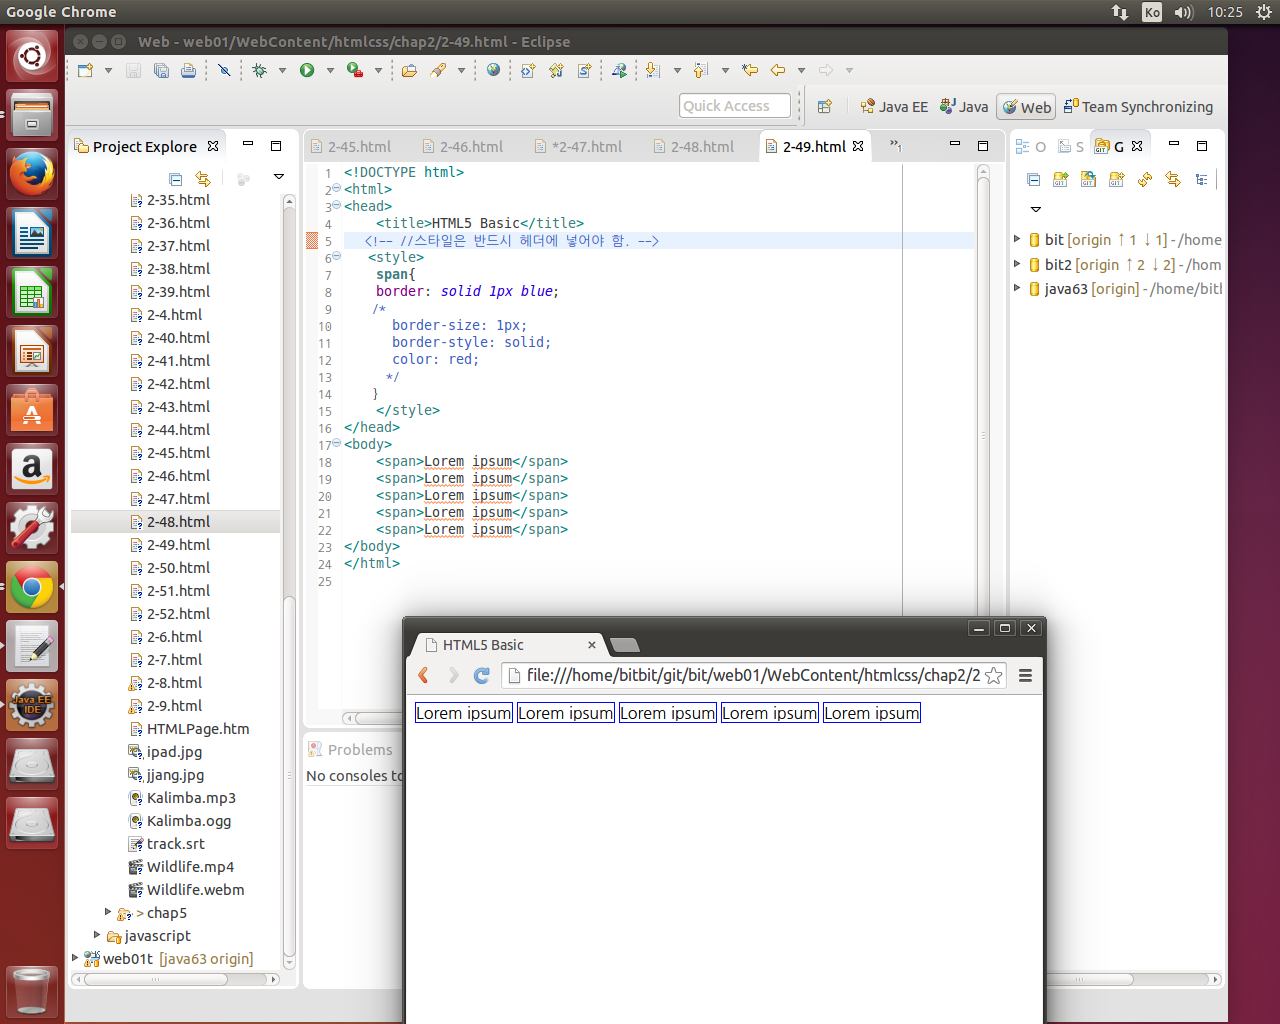 Google Chrome
Ko
10:25
Web - web01/WebContent/htmlcss/chap2/2-49.html - Eclipse
Quick Access
Java EE
Java
Web
Team Synchronizing
Project Explore
2-35.html
2-36.html
2-37.html
2-38.html
2-39.html
2-4.html
2-40.html
2-41.html
2-42.html
2-43.html
2-44.html
2-45.html
2-46.html
2-47.html
2-48.html
2-49.html
2-50.html
2-51.html
2-52.html
2-6.html
2-7.html
2-8.html
2-9.html
HTMLPage.htm
ipad.jpg
jjang.jpg
Kalimba.mp3
Kalimba.ogg
track.srt
Wildlife.mp4
Wildlife.webm
> chap5
javascript
web01t [java63 origin]
2-45.html
2-46.html
*2-47.html
2-48.html
2-49.html
»1
1 <!DOCTYPE html>
2 <html>
3 <head>
4 <title>HTML5 Basic</title>
5 <!-- //스타일은 반드시 헤더에 넣어야 함. -->
6 <style>
7 span{
8 border: solid 1px blue;
9 /*
10 border-size: 1px;
11 border-style: solid;
12 color: red;
13 */
14 }
15 </style>
16 </head>
17 <body>
18 <span>Lorem ipsum</span>
19 <span>Lorem ipsum</span>
20 <span>Lorem ipsum</span>
21 <span>Lorem ipsum</span>
22 <span>Lorem ipsum</span>
23 </body>
24 </html>
25
O
S
G
bit [origin ↑1 ↓1] - /home
bit2 [origin ↑2 ↓2] - /hom
java63 [origin] - /home/bitb
Problems
No consoles to
HTML5 Basic
file:///home/bitbit/git/bit/web01/WebContent/htmlcss/chap2/2
Lorem ipsum Lorem ipsum Lorem ipsum Lorem ipsum Lorem ipsum
Java EE
IDE